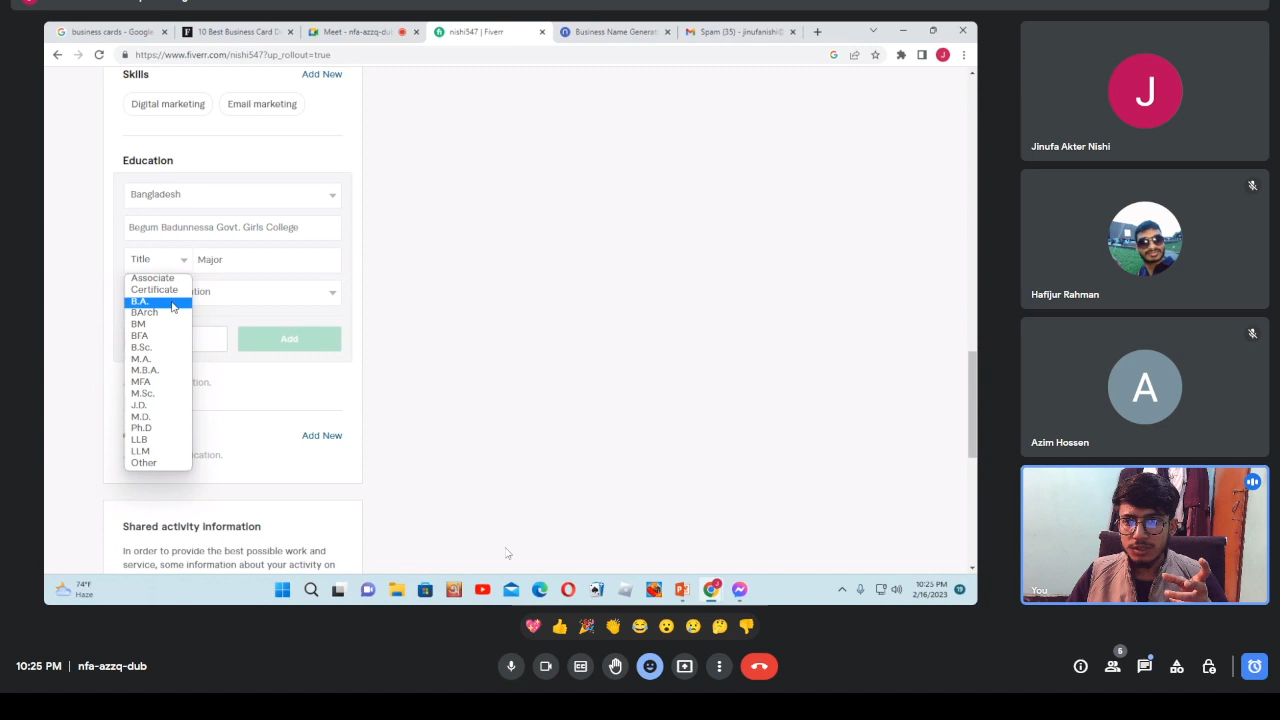 business cards - Google
10 Best Business Card D
Meet - nfa-azzq-dub
nishi547 | Fiverr
Business Name Generat
Spam (35) - jinufanishi@
https://www.fiverr.com/nishi547?up_rollout=true
J
Skills
Add New
Digital marketing
Email marketing
Education
Bangladesh
Begum Badunnessa Govt. Girls College
Title
Major
Associate
Certificate
B.A.
BArch
BM
BFA
B.Sc.
M.A.
M.B.A.
MFA
M.Sc.
J.D.
M.D.
Ph.D
LLB
LLM
Other
Add
Add New
Shared activity information
In order to provide the best possible work and
service, some information about your activity on
74°F
Haze
10:25 PM
2/16/2023
19
J
Jinufa Akter Nishi
Hafijur Rahman
A
Azim Hossen
You
10:25 PM | nfa-azzq-dub
6